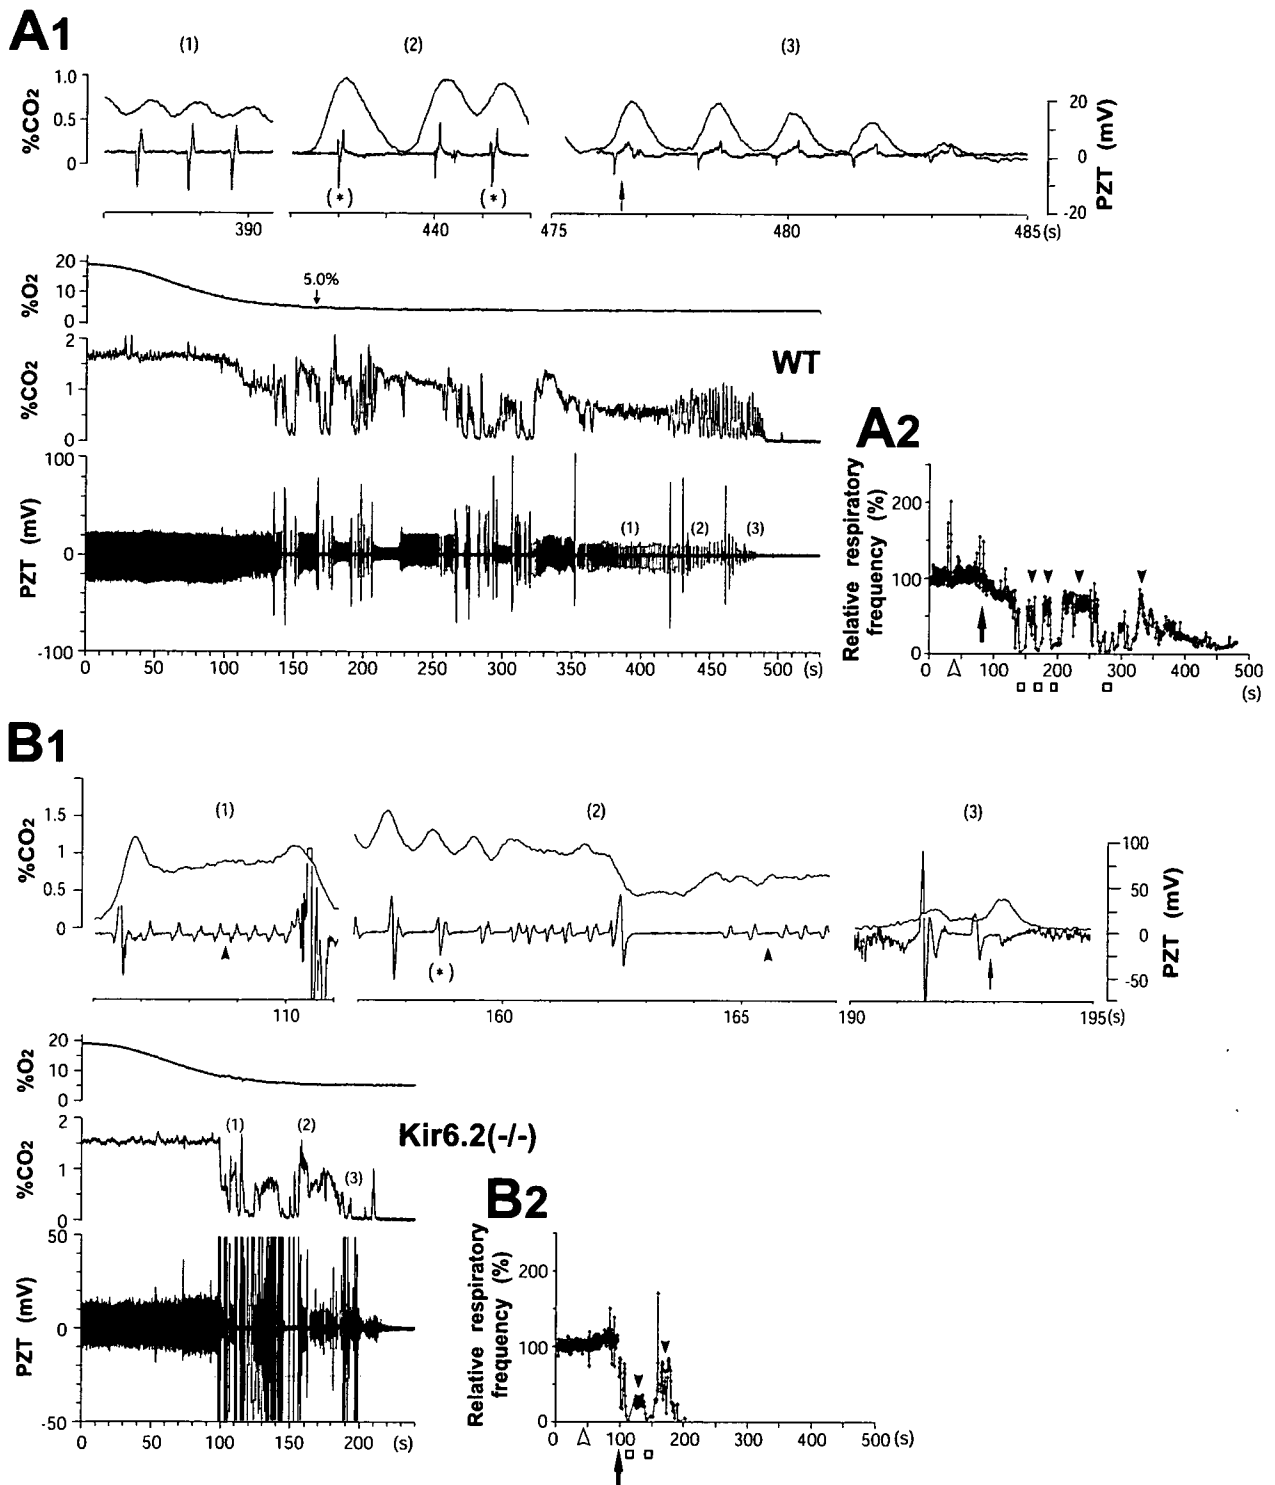 A1
(1) (2) (3)
%CO2
1.0
0.5
0
(*) (*)
20
0
-20
PZT (mV)
390 440 475 480 485 (s)
%O2
20
10
0
5.0%
%CO2
2
1
0
WT
PZT (mV)
100
0
-100
(1) (2) (3)
0 50 100 150 200 250 300 350 400 450 500 (s)
A2
Relative respiratory
frequency (%)
200
100
0
0 100 200 300 400 500
(s)
B1
(1) (2) (3)
%CO2
1.5
1
0.5
0
(*)
100
50
0
-50
PZT (mV)
110 160 165 190 195(s)
%O2
20
10
0
%CO2
2
1
0
(1) (2) (3)
Kir6.2(-/-)
PZT (mV)
50
0
-50
0 50 100 150 200 (s)
B2
Relative respiratory
frequency (%)
200
100
0
0 100 200 300 400 500 (s)